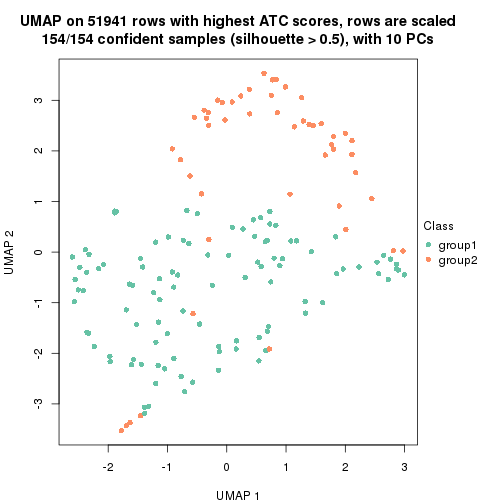 UMAP on 51941 rows with highest ATC scores, rows are scaled
154/154 confident samples (silhouette > 0.5), with 10 PCs
3
2
1
0
-1
-2
-3
UMAP 2
-2
-1
0
1
2
3
UMAP 1
Class
group1
group2